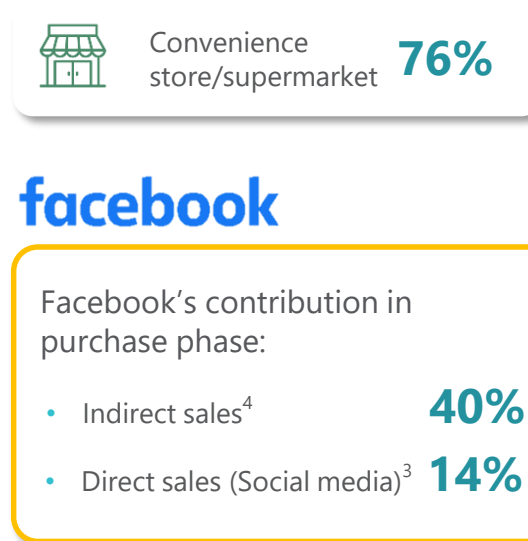 Convenience
store/supermarket 76%
facebook
Facebook's contribution in
purchase phase:
• Indirect sales⁴ 40%
• Direct sales (Social media)³ 14%